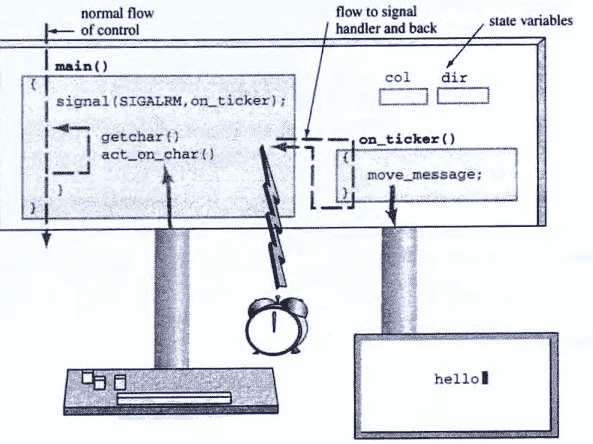 normal flow
of control
flow to signal
handler and back
state variables
main()
{
signal(SIGALRM,on_ticker);
getchar()
act_on_char()
}
}
col dir
on_ticker()
{
move_message;
}
hello